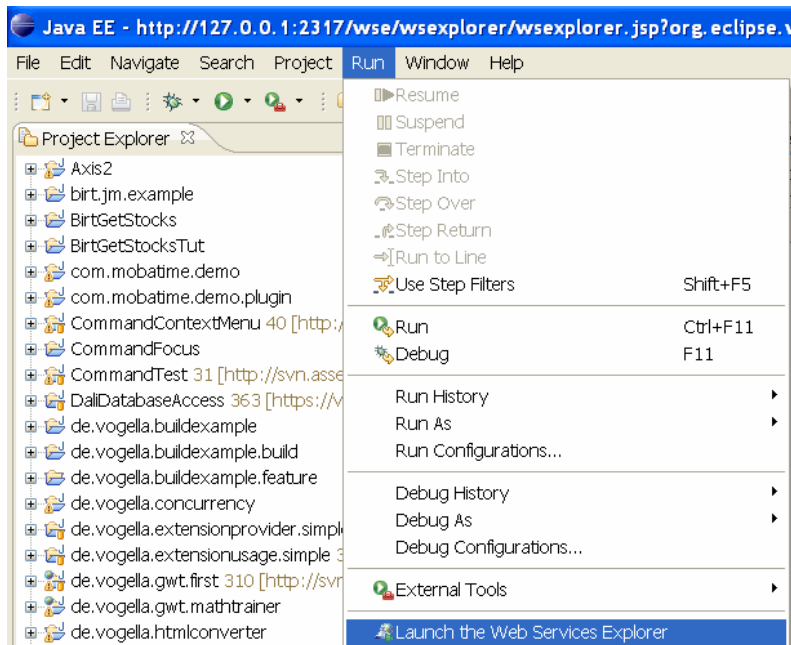 Java EE - http://127.0.0.1:2317/wse/wsexplorer/wsexplorer.jsp?org.eclipse.
File Edit Navigate Search Project Run Window Help
Project Explorer
Axis2
birt.jm.example
BirtGetStocks
BirtGetStocksTut
com.mobatime.demo
com.mobatime.demo.plugin
CommandContextMenu 40 [http:/
CommandFocus
CommandTest 31 [http://svn.asse
DaliDatabaseAccess 363 [https://v
de.vogella.buildexample
de.vogella.buildexample.build
de.vogella.buildexample.feature
de.vogella.concurrency
de.vogella.extensionprovider.simple
de.vogella.extensionusage.simple 3
de.vogella.gwt.first 310 [http://svr
de.vogella.gwt.mathtrainer
de.vogella.htmlconverter
Resume
Suspend
Terminate
Step Into
Step Over
Step Return
Run to Line
Use Step Filters Shift+F5
Run Ctrl+F11
Debug F11
Run History
Run As
Run Configurations...
Debug History
Debug As
Debug Configurations...
External Tools
Launch the Web Services Explorer